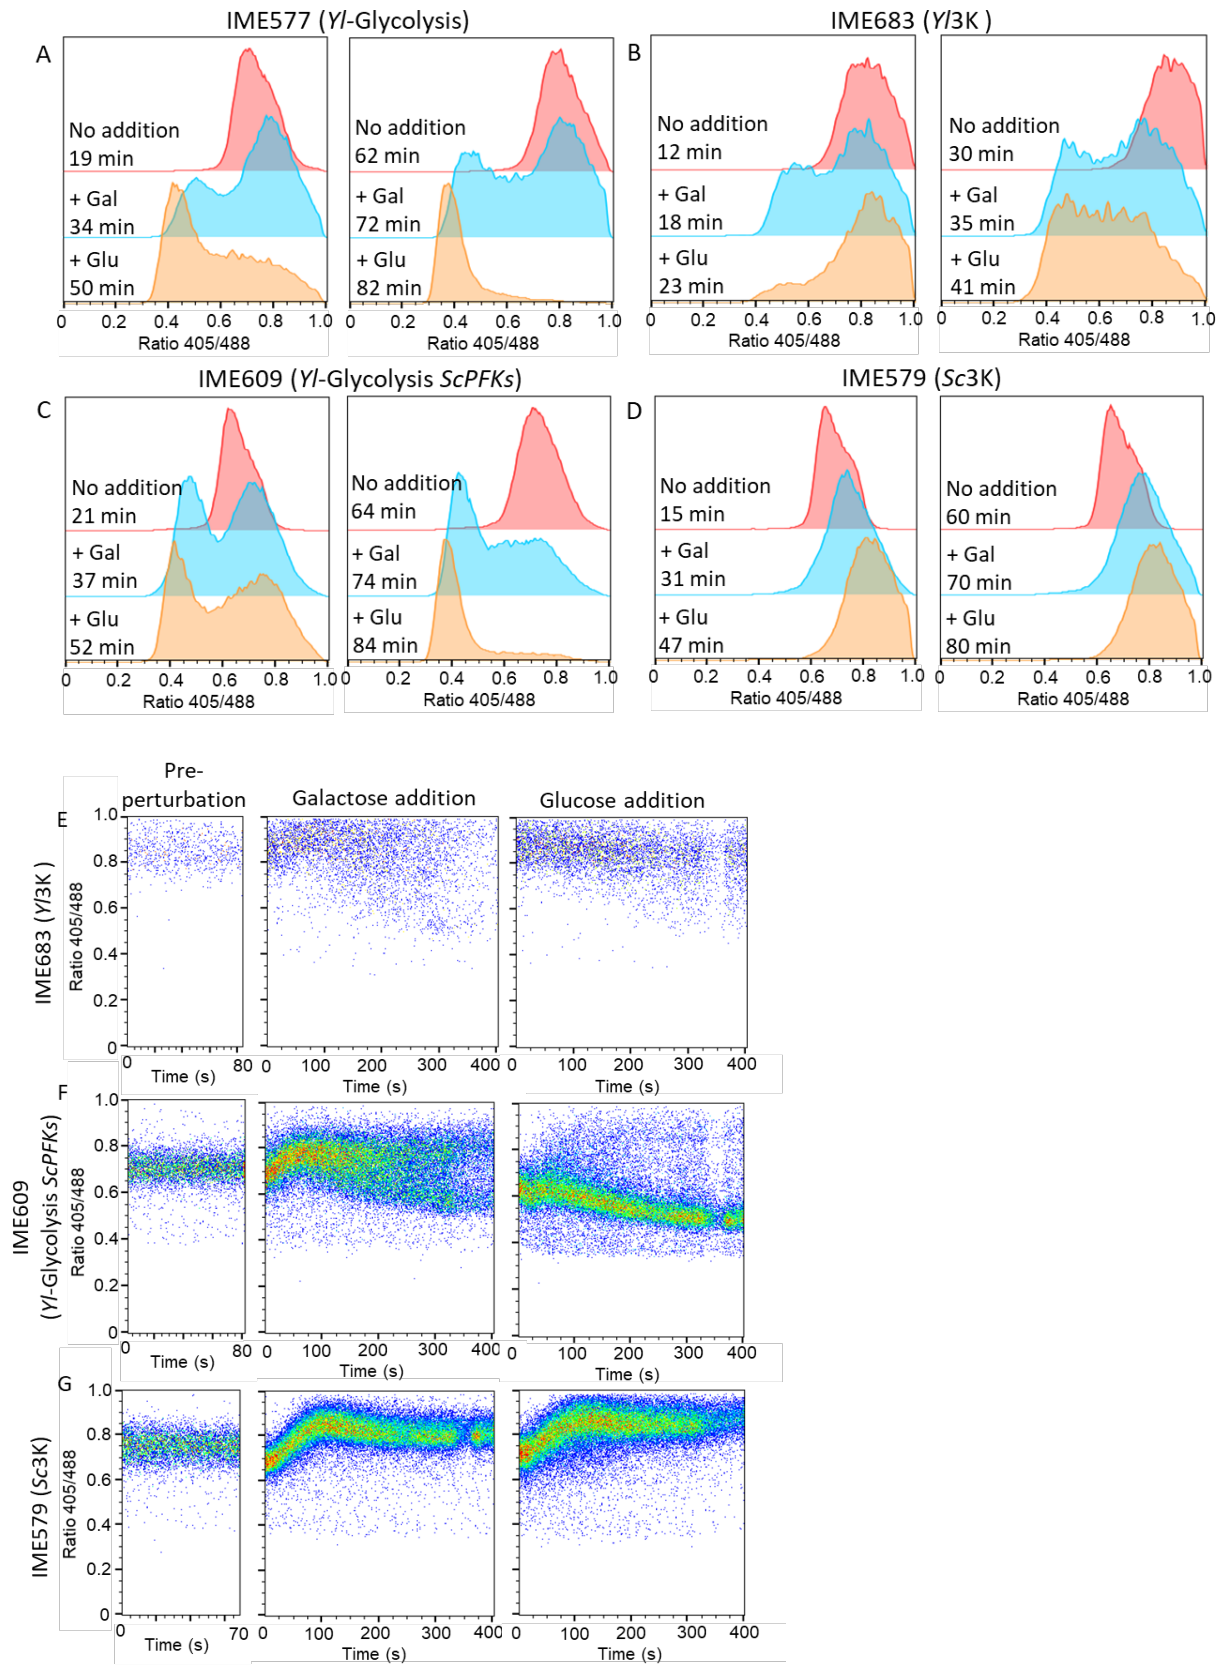 IME577 (Yl-Glycolysis)
IME683 (Yl3K )
A
No addition
19 min
+ Gal
34 min
+ Glu
50 min
0 0.2 0.4 0.6 0.8 1.0
Ratio 405/488
No addition
62 min
+ Gal
72 min
+ Glu
82 min
0 0.2 0.4 0.6 0.8 1.0
Ratio 405/488
B
No addition
12 min
+ Gal
18 min
+ Glu
23 min
0 0.2 0.4 0.6 0.8 1.0
Ratio 405/488
No addition
30 min
+ Gal
35 min
+ Glu
41 min
0 0.2 0.4 0.6 0.8 1.0
Ratio 405/488
IME609 (Yl-Glycolysis ScPFKs)
IME579 (Sc3K)
C
No addition
21 min
+ Gal
37 min
+ Glu
52 min
0 0.2 0.4 0.6 0.8 1.0
Ratio 405/488
No addition
64 min
+ Gal
74 min
+ Glu
84 min
0 0.2 0.4 0.6 0.8 1.0
Ratio 405/488
D
No addition
15 min
+ Gal
31 min
+ Glu
47 min
0 0.2 0.4 0.6 0.8 1.0
Ratio 405/488
No addition
60 min
+ Gal
70 min
+ Glu
80 min
0 0.2 0.4 0.6 0.8 1.0
Ratio 405/488
Pre-
perturbation
Galactose addition
Glucose addition
E
IME683 (Yl3K)
Ratio 405/488
1.0
0.8
0.6
0.4
0.2
0
0 80
Time (s)
0 100 200 300 400
Time (s)
0 100 200 300 400
Time (s)
F
IME609
(Yl-Glycolysis ScPFKs)
Ratio 405/488
1.0
0.8
0.6
0.4
0.2
0
0 80
Time (s)
0 100 200 300 400
Time (s)
0 100 200 300 400
Time (s)
G
IME579 (Sc3K)
Ratio 405/488
1.0
0.8
0.6
0.4
0.2
0
0 70
Time (s)
0 100 200 300 400
Time (s)
0 100 200 300 400
Time (s)